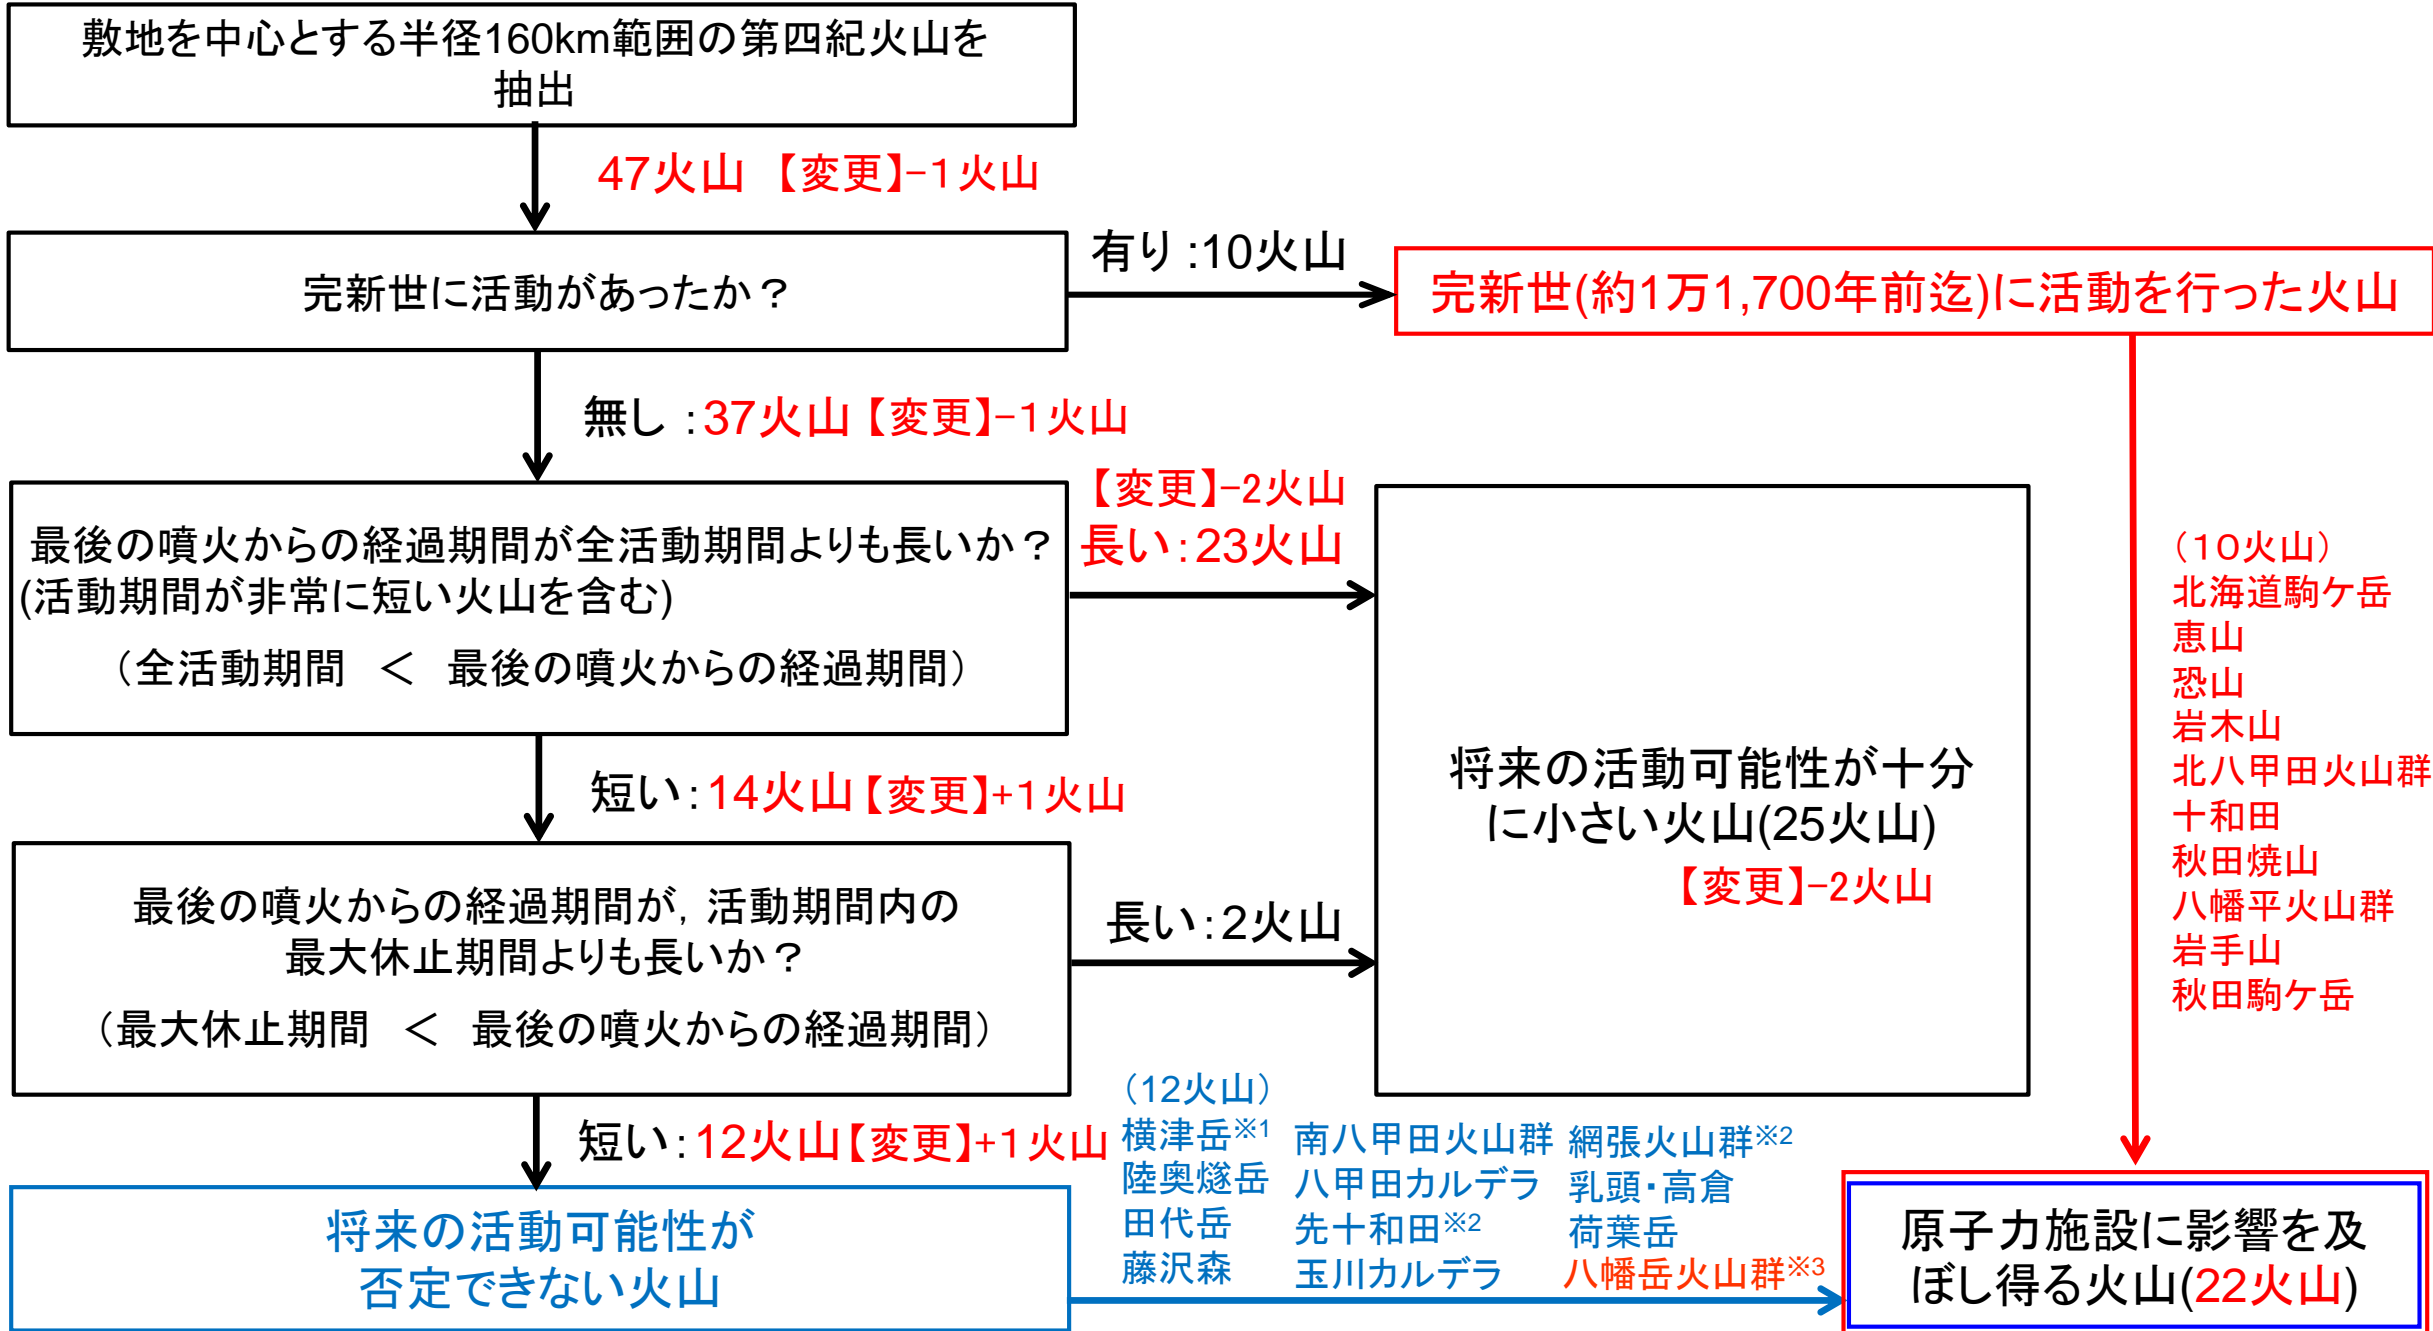 敷地を中心とする半径160km範囲の第四紀火山を
抽出
47火山 【変更】−1火山
完新世に活動があったか？
有り:10火山
完新世(約1万1,700年前迄)に活動を行った火山
無し:37火山【変更】−1火山
【変更】−2火山
長い:23火山
最後の噴火からの経過期間が全活動期間よりも長いか？
(活動期間が非常に短い火山を含む)
（全活動期間 ＜ 最後の噴火からの経過期間）
（10火山）
北海道駒ケ岳
恵山
恐山
岩木山
北八甲田火山群
十和田
秋田焼山
八幡平火山群
岩手山
秋田駒ケ岳
短い:14火山【変更】+1火山
将来の活動可能性が十分
に小さい火山(25火山)
【変更】−2火山
最後の噴火からの経過期間が，活動期間内の
最大休止期間よりも長いか？
（最大休止期間 ＜ 最後の噴火からの経過期間）
長い:2火山
短い:12火山【変更】+1火山
（12火山）
横津岳※1
陸奥燧岳
田代岳
藤沢森
南八甲田火山群
八甲田カルデラ
先十和田※2
玉川カルデラ
網張火山群※2
乳頭・高倉
荷葉岳
八幡岳火山群※3
将来の活動可能性が
否定できない火山
原子力施設に影響を及
ぼし得る火山(22火山)